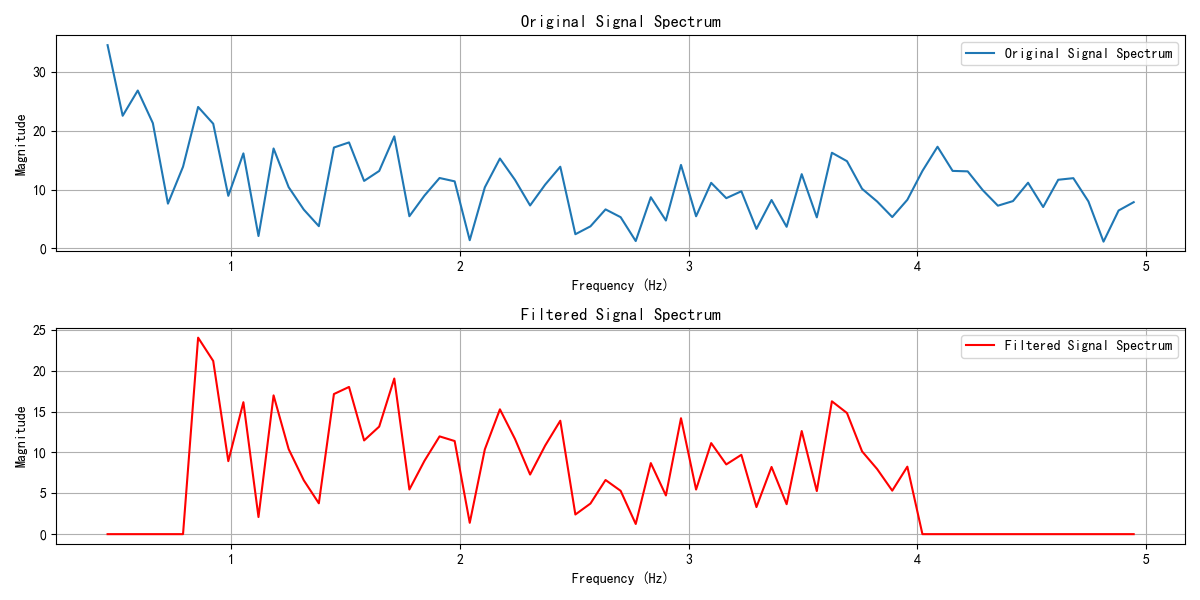 Original Signal Spectrum
Original Signal Spectrum
Magnitude
30
20
10
0
1 2 3 4 5
Frequency (Hz)
Filtered Signal Spectrum
Filtered Signal Spectrum
Magnitude
25
20
15
10
5
0
1 2 3 4 5
Frequency (Hz)